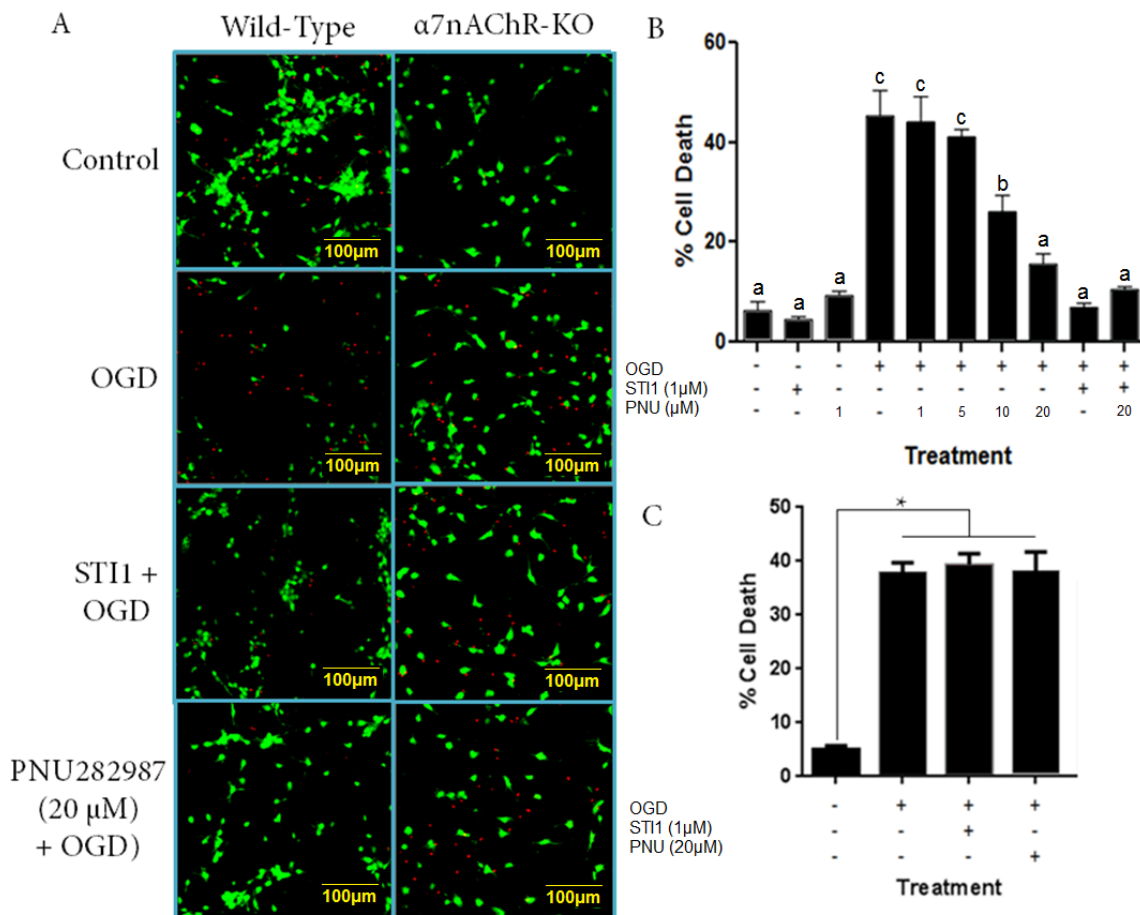 A
Wild-Type
α7nAChR-KO
Control
100µm
100µm
OGD
100µm
100µm
STI1 +
OGD
100µm
100µm
PNU282987
(20 µM)
+ OGD)
100µm
100µm
B
% Cell Death
60
40
20
0
a a a c c c b a a a
OGD - - - + + + + + + +
STI1 (1µM) - + - - - - - - + +
PNU (µM) - - 1 - 1 5 10 20 - 20
Treatment
C
% Cell Death
50
40
30
20
10
0
*
OGD - + + +
STI1 (1µM) - - + -
PNU (20µM) - - - +
Treatment